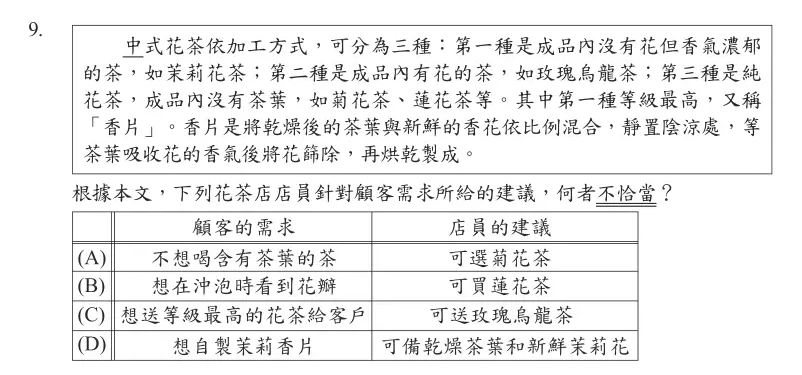 9.
中式花茶依加工方式，可分為三種：第一種是成品內沒有花但香氣濃郁
的茶，如茉莉花茶；第二種是成品內有花的茶，如玫瑰烏龍茶；第三種是純
花茶，成品內沒有茶葉，如菊花茶、蓮花茶等。其中第一種等級最高，又稱
「香片」。香片是將乾燥後的茶葉與新鮮的香花依比例混合，靜置陰涼處，等
茶葉吸收花的香氣後將花篩除，再烘乾製成。
根據本文，下列花茶店店員針對顧客需求所給的建議，何者不恰當？
顧客的需求 店員的建議
(A) 不想喝含有茶葉的茶 可選菊花茶
(B) 想在沖泡時看到花瓣 可買蓮花茶
(C) 想送等級最高的花茶給客戶 可送玫瑰烏龍茶
(D) 想自製茉莉香片 可備乾燥茶葉和新鮮茉莉花